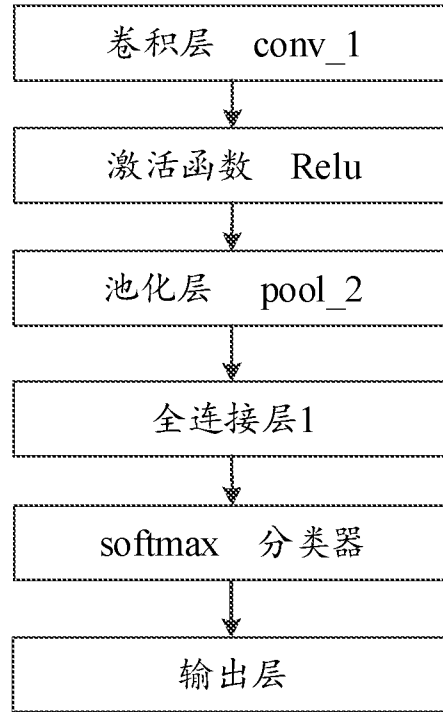 卷积层 conv_1
激活函数 Relu
池化层 pool_2
全连接层1
softmax 分类器
输出层